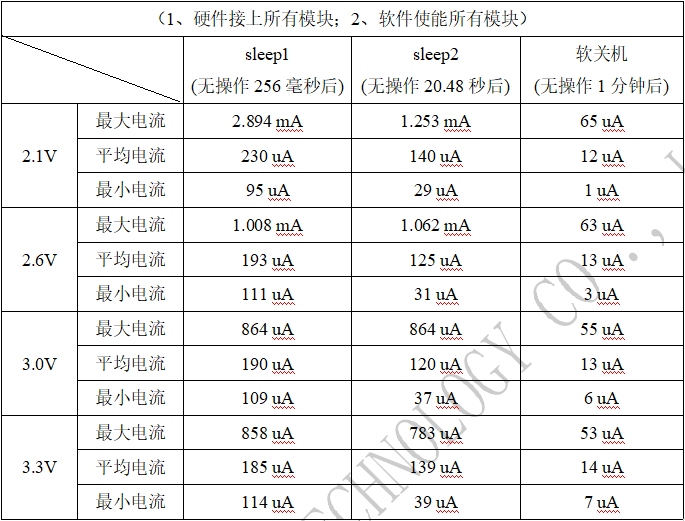 （1、硬件接上所有模块；2、软件使能所有模块）
sleep1 sleep2 软关机
(无操作 256 毫秒后) (无操作 20.48 秒后) (无操作 1 分钟后)
2.1V 最大电流 2.894 mA 1.253 mA 65 uA
平均电流 230 uA 140 uA 12 uA
最小电流 95 uA 29 uA 1 uA
2.6V 最大电流 1.008 mA 1.062 mA 63 uA
平均电流 193 uA 125 uA 13 uA
最小电流 111 uA 31 uA 3 uA
3.0V 最大电流 864 uA 864 uA 55 uA
平均电流 190 uA 120 uA 13 uA
最小电流 109 uA 37 uA 6 uA
3.3V 最大电流 858 uA 783 uA 53 uA
平均电流 185 uA 139 uA 14 uA
最小电流 114 uA 39 uA 7 uA
TECHNOLOGY CO .,